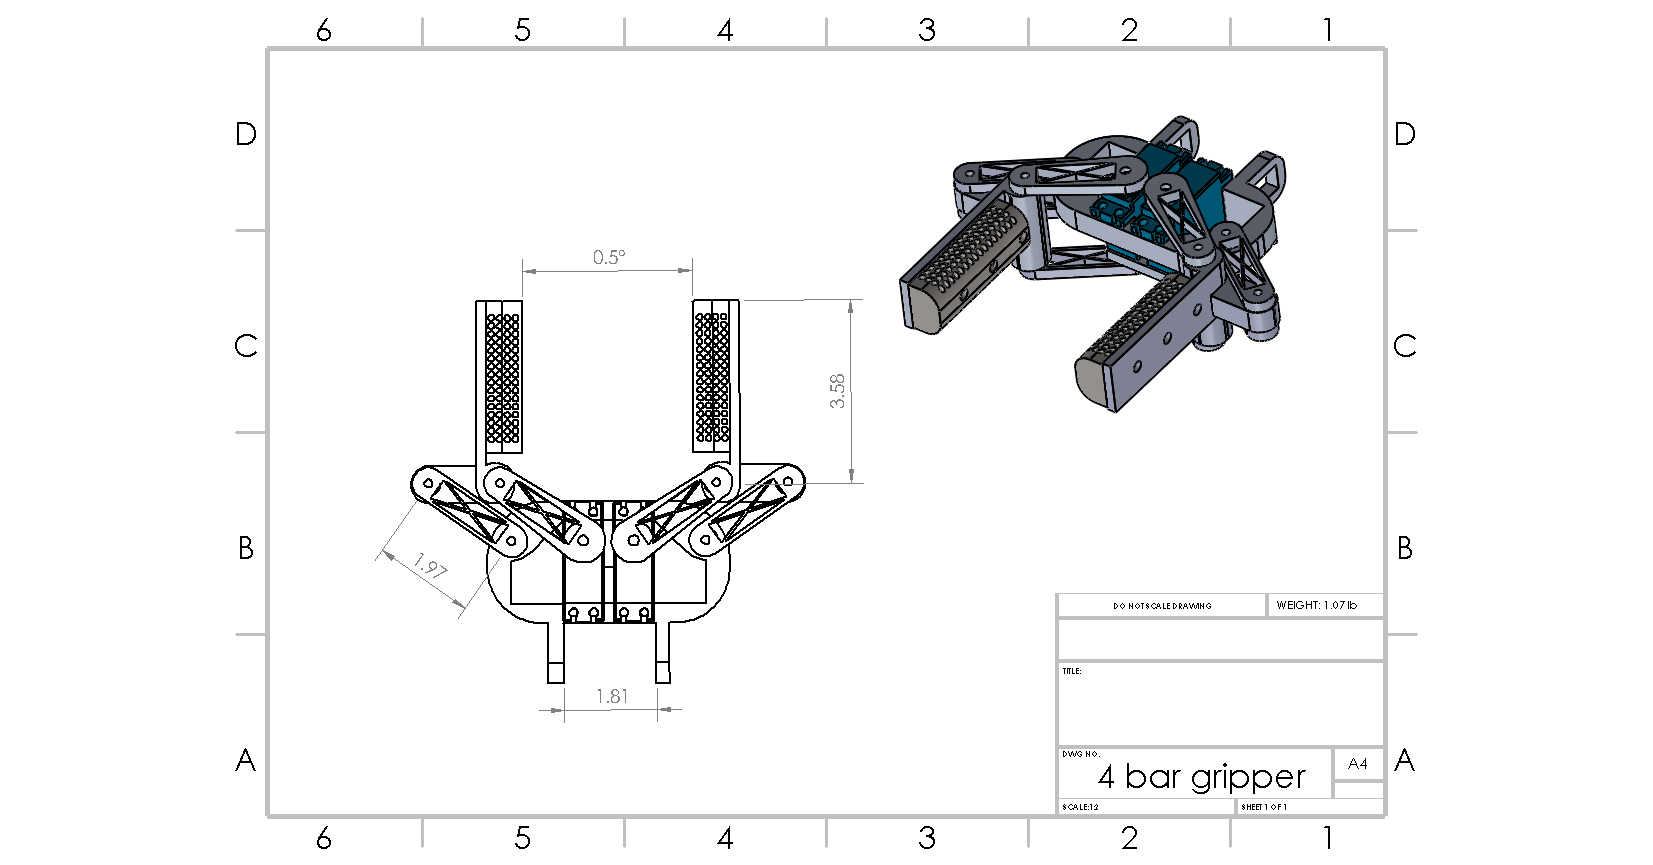 6 5 4 3 2 1
D D
0.5°
C C
3.58
B B
1.97
DO NOT SCALE DRAWING
WEIGHT: 1.07 lb
TITLE:
1.81
DWG NO.
A 4 bar gripper A4 A
SCALE:1:2
SHEET 1 OF 1
6 5 4 3 2 1